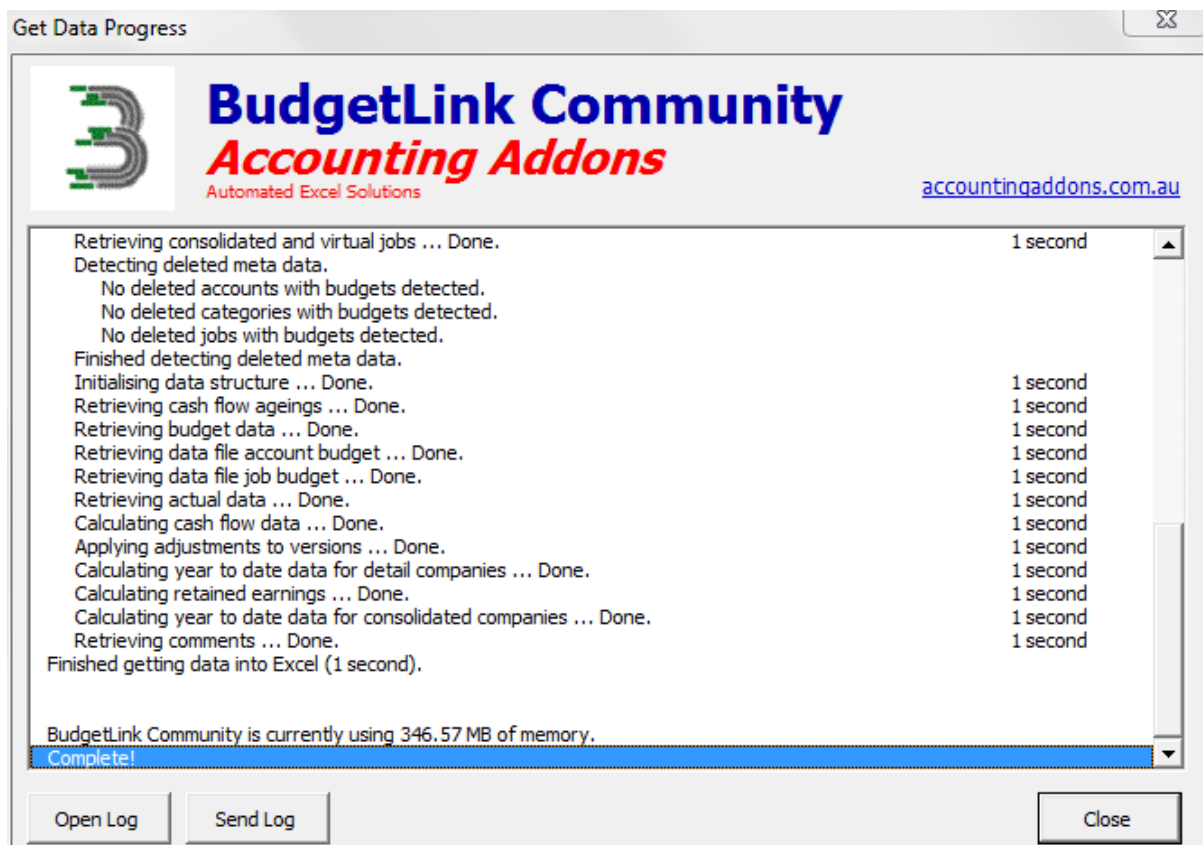 Get Data Progress
BudgetLink Community
Accounting Addons
Automated Excel Solutions
accountingaddons.com.au
Retrieving consolidated and virtual jobs ... Done. 1 second
Detecting deleted meta data.
No deleted accounts with budgets detected.
No deleted categories with budgets detected.
No deleted jobs with budgets detected.
Finished detecting deleted meta data.
Initialising data structure ... Done. 1 second
Retrieving cash flow ageings ... Done. 1 second
Retrieving budget data ... Done. 1 second
Retrieving data file account budget ... Done. 1 second
Retrieving data file job budget ... Done. 1 second
Retrieving actual data ... Done. 1 second
Calculating cash flow data ... Done. 1 second
Applying adjustments to versions ... Done. 1 second
Calculating year to date data for detail companies ... Done. 1 second
Calculating retained earnings ... Done. 1 second
Calculating year to date data for consolidated companies ... Done. 1 second
Retrieving comments ... Done. 1 second
Finished getting data into Excel (1 second).
BudgetLink Community is currently using 346.57 MB of memory.
Complete!
Open Log Send Log Close